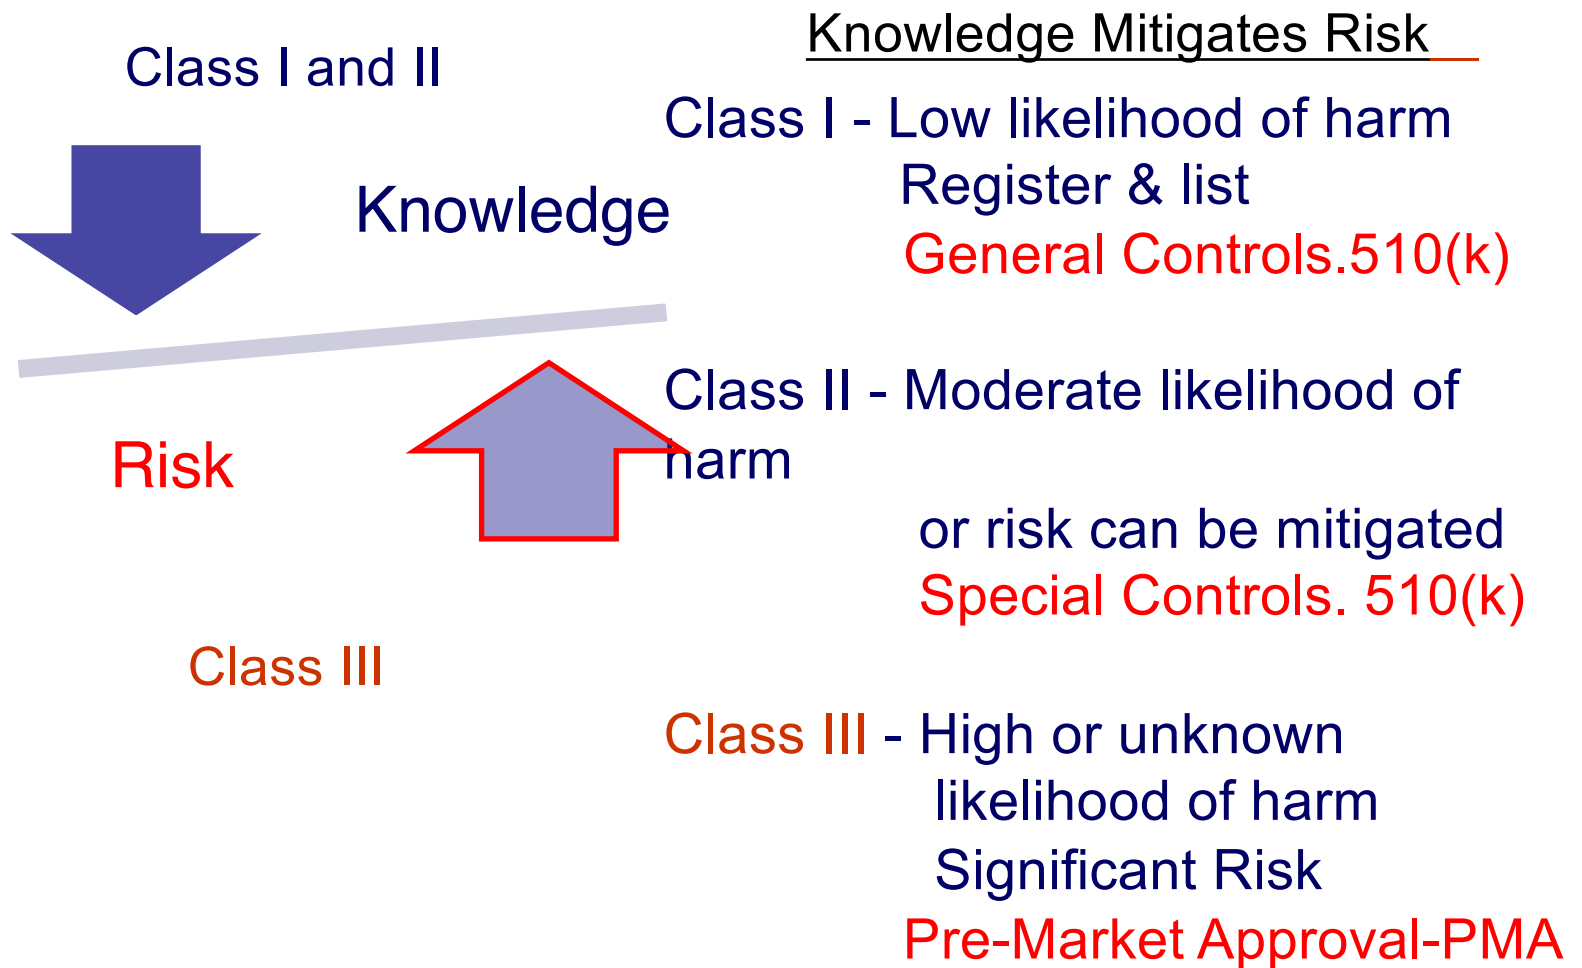 Class I and II
Knowledge
Risk
Class III
Knowledge Mitigates Risk
Class I - Low likelihood of harm
Register & list
General Controls.510(k)
Class II - Moderate likelihood of
harm
or risk can be mitigated
Special Controls. 510(k)
Class III - High or unknown
likelihood of harm
Significant Risk
Pre-Market Approval-PMA